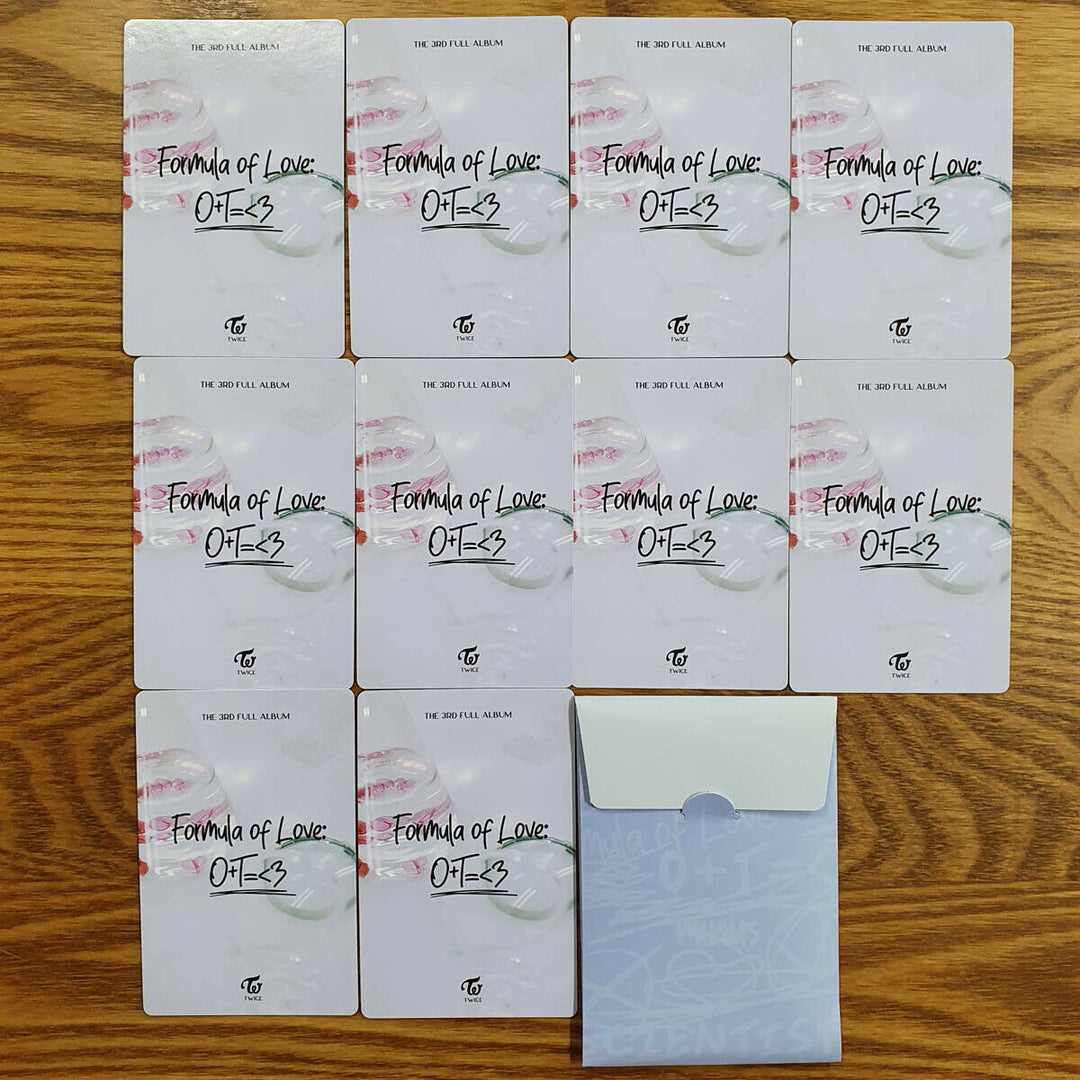 THE 3RD FULL ALBUM
Formula of Love:
O+T=<3
TWICE
THE 3RD FULL ALBUM
Formula of Love:
O+T=<3
TWICE
THE 3RD FULL ALBUM
Formula of Love:
O+T=<3
TWICE
THE 3RD FULL ALBUM
Formula of Love:
O+T=<3
TWICE
THE 3RD FULL ALBUM
Formula of Love:
O+T=<3
TWICE
THE 3RD FULL ALBUM
Formula of Love:
O+T=<3
TWICE
THE 3RD FULL ALBUM
Formula of Love:
O+T=<3
TWICE
THE 3RD FULL ALBUM
Formula of Love:
O+T=<3
TWICE
THE 3RD FULL ALBUM
Formula of Love:
O+T=<3
TWICE
THE 3RD FULL ALBUM
Formula of Love:
O+T=<3
TWICE
mula of Love
O+T=<
SCIENTIST